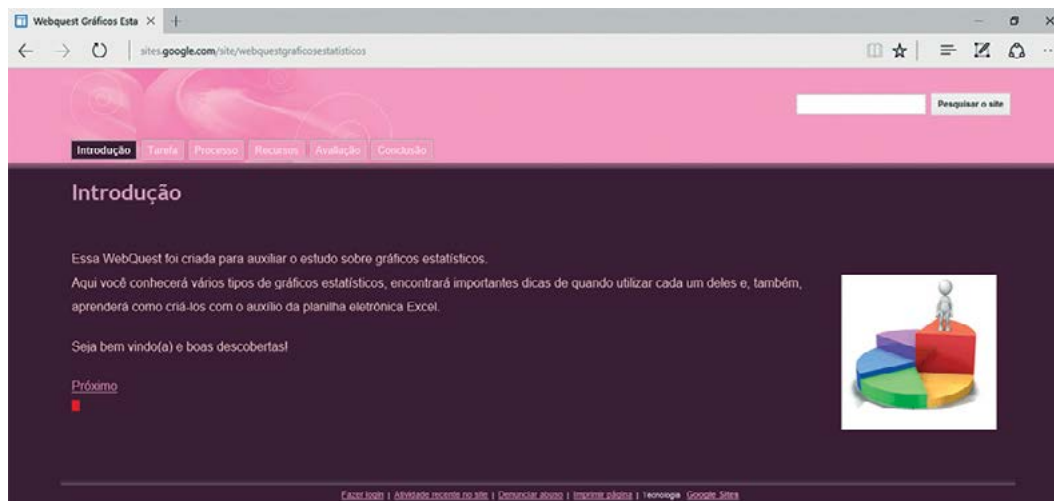 Webquest Gráficos Esta
sites.google.com/site/webquestgraficosestatisticos
Pesquisar o site
Introdução Tarefa Processo Recursos Avaliação Conclusão
Introdução
Essa WebQuest foi criada para auxiliar o estudo sobre gráficos estatísticos.
Aqui você conhecerá vários tipos de gráficos estatísticos, encontrará importantes dicas de quando utilizar cada um deles e, também,
aprenderá como criá-los com o auxílio da planilha eletrônica Excel.
Seja bem vindo(a) e boas descobertas!
Próximo
Fazer login | Atividade recente no site | Denunciar abuso | Imprimir página | Tecnologia Google Sites